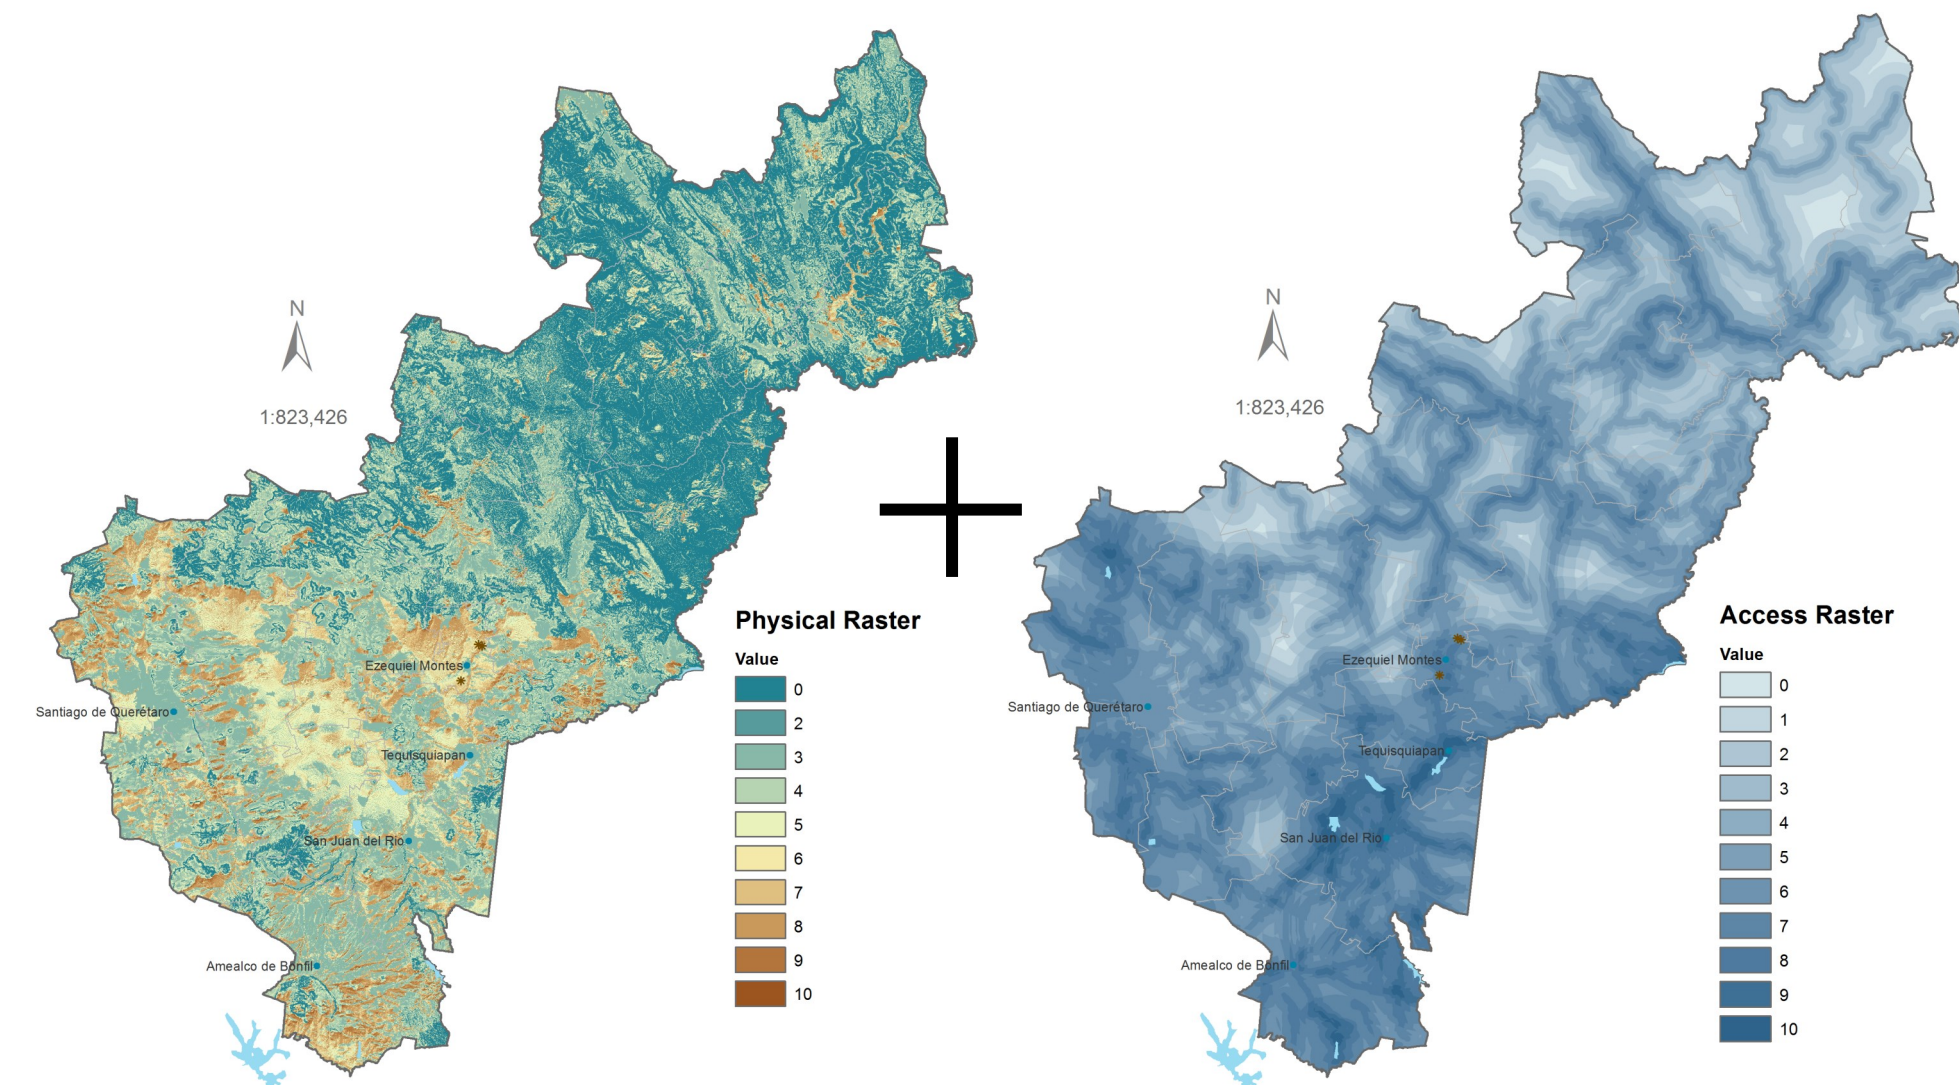 N
1:823,426
Ezequiel Montes
Santiago de Querétaro
Tequisquiapan
San Juan del Rio
Amealco de Bonfil
Physical Raster
Value
0
2
3
4
5
6
7
8
9
10
N
1:823,426
Ezequiel Montes
Santiago de Querétaro
Tequisquiapan
San Juan del Rio
Amealco de Bonfil
Access Raster
Value
0
1
2
3
4
5
6
7
8
9
10